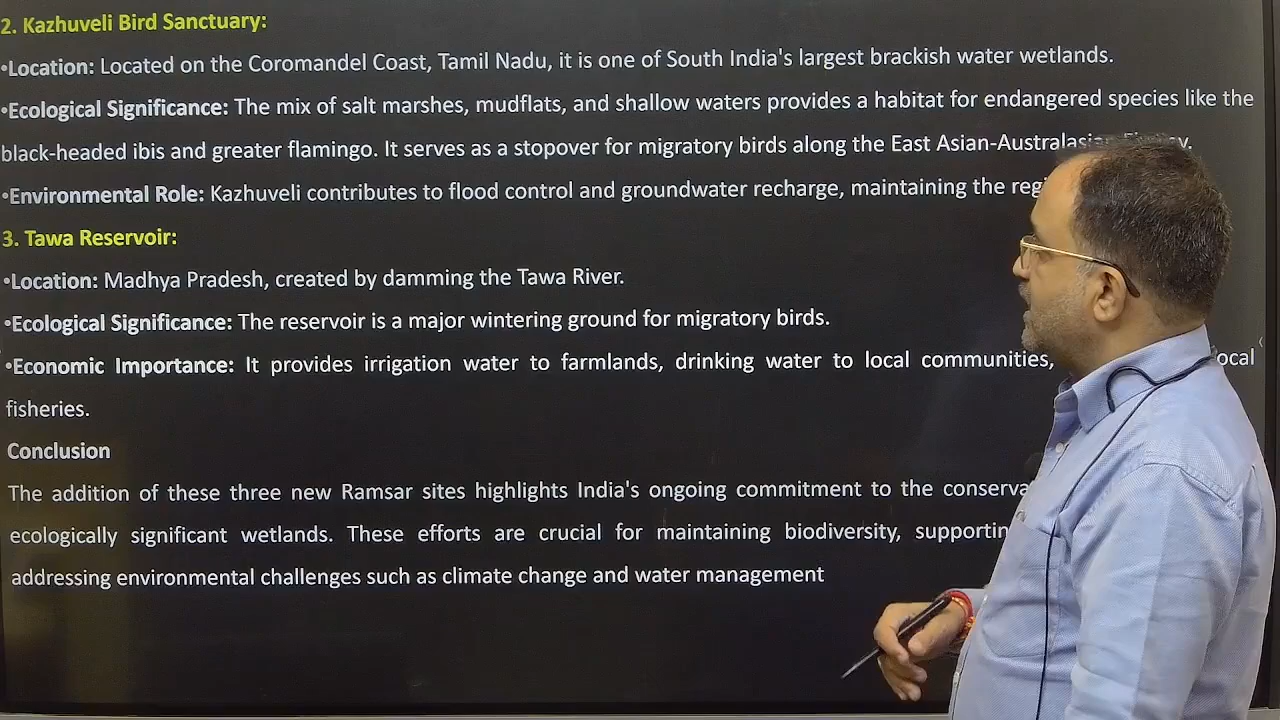 2. Kazhuveli Bird Sanctuary:
•Location: Located on the Coromandel Coast, Tamil Nadu, it is one of South India's largest brackish water wetlands.
•Ecological Significance: The mix of salt marshes, mudflats, and shallow waters provides a habitat for endangered species like the
black-headed ibis and greater flamingo. It serves as a stopover for migratory birds along the East
•Environmental Role: Kazhuveli contributes to flood control and groundwater recharge, maintaining the
3. Tawa Reservoir:
•Location: Madhya Pradesh, created by damming the Tawa River.
•Ecological Significance: The reservoir is a major wintering ground for migratory birds.
•Economic Importance: It provides irrigation water to farmlands, drinking water to local communities,
fisheries.
Conclusion
The addition of these three new Ramsar sites highlights India's ongoing commitment to the
ecologically significant wetlands. These efforts are crucial for maintaining biodiversity,
addressing environmental challenges such as climate change and water management